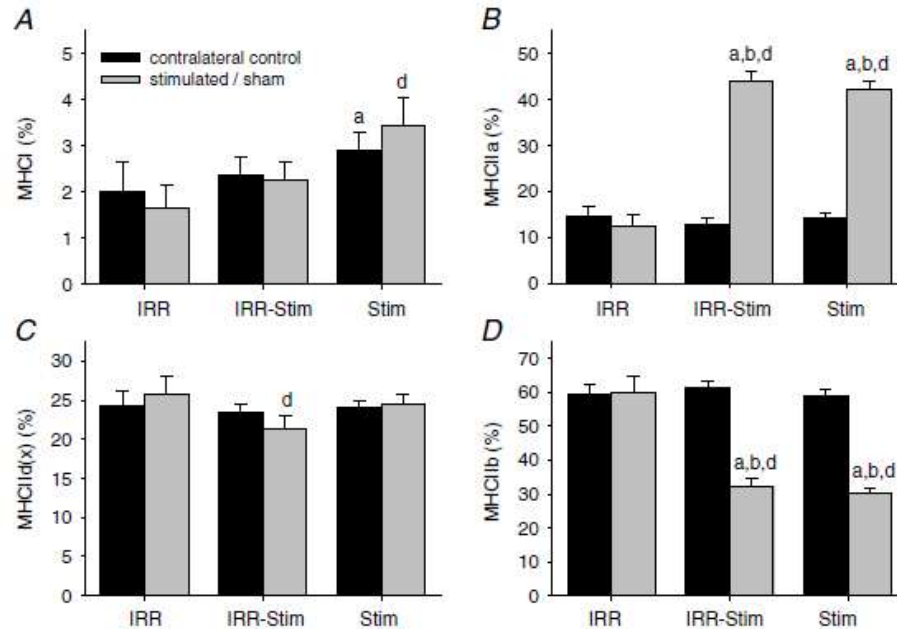 A
MHCI (%)
5
4
3
2
1
0
contralateral control
stimulated / sham
a
d
IRR
IRR-Stim
Stim
B
MHCIIa (%)
50
40
30
20
10
0
a,b,d
a,b,d
IRR
IRR-Stim
Stim
C
MHCIId(x) (%)
30
25
20
15
10
5
0
d
IRR
IRR-Stim
Stim
D
MHCIIb (%)
70
60
50
40
30
20
10
0
a,b,d
a,b,d
IRR
IRR-Stim
Stim